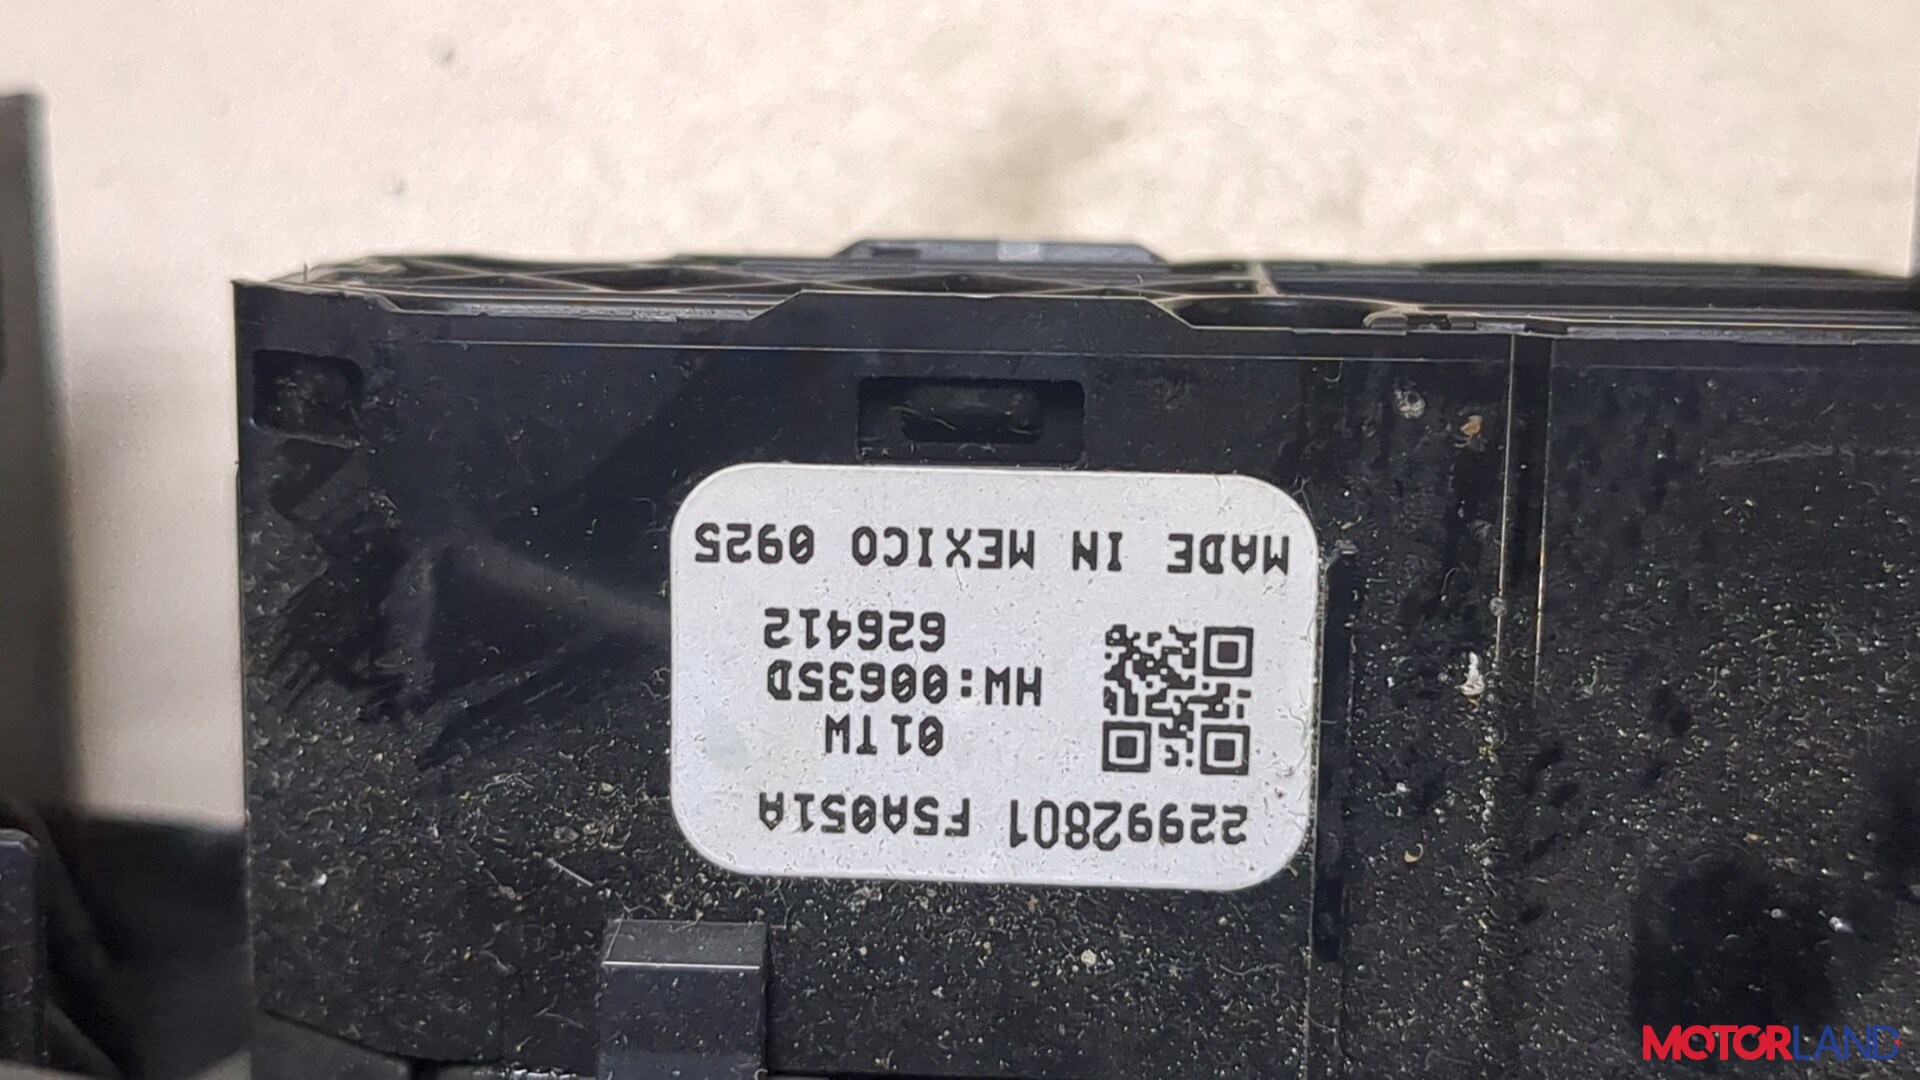 22992801 FSA051A
01TW
HW:00635D
626412
MADE IN MEXICO 0925
MOTORLAND